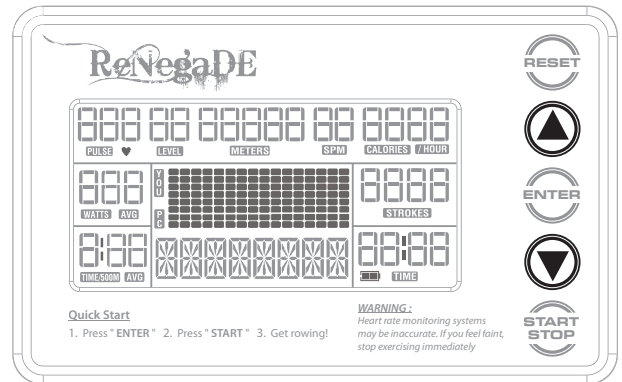 ReNegaDE
RESET
PULSE LEVEL METERS SPM CALORIES / HOUR
YOU
PC
WATTS AVG
STROKES
ENTER
TIME/500M AVG
TIME
Quick Start
1. Press " ENTER " 2. Press " START " 3. Get rowing!
WARNING :
Heart rate monitoring systems
may be inaccurate. If you feel faint,
stop exercising immediately
START
STOP